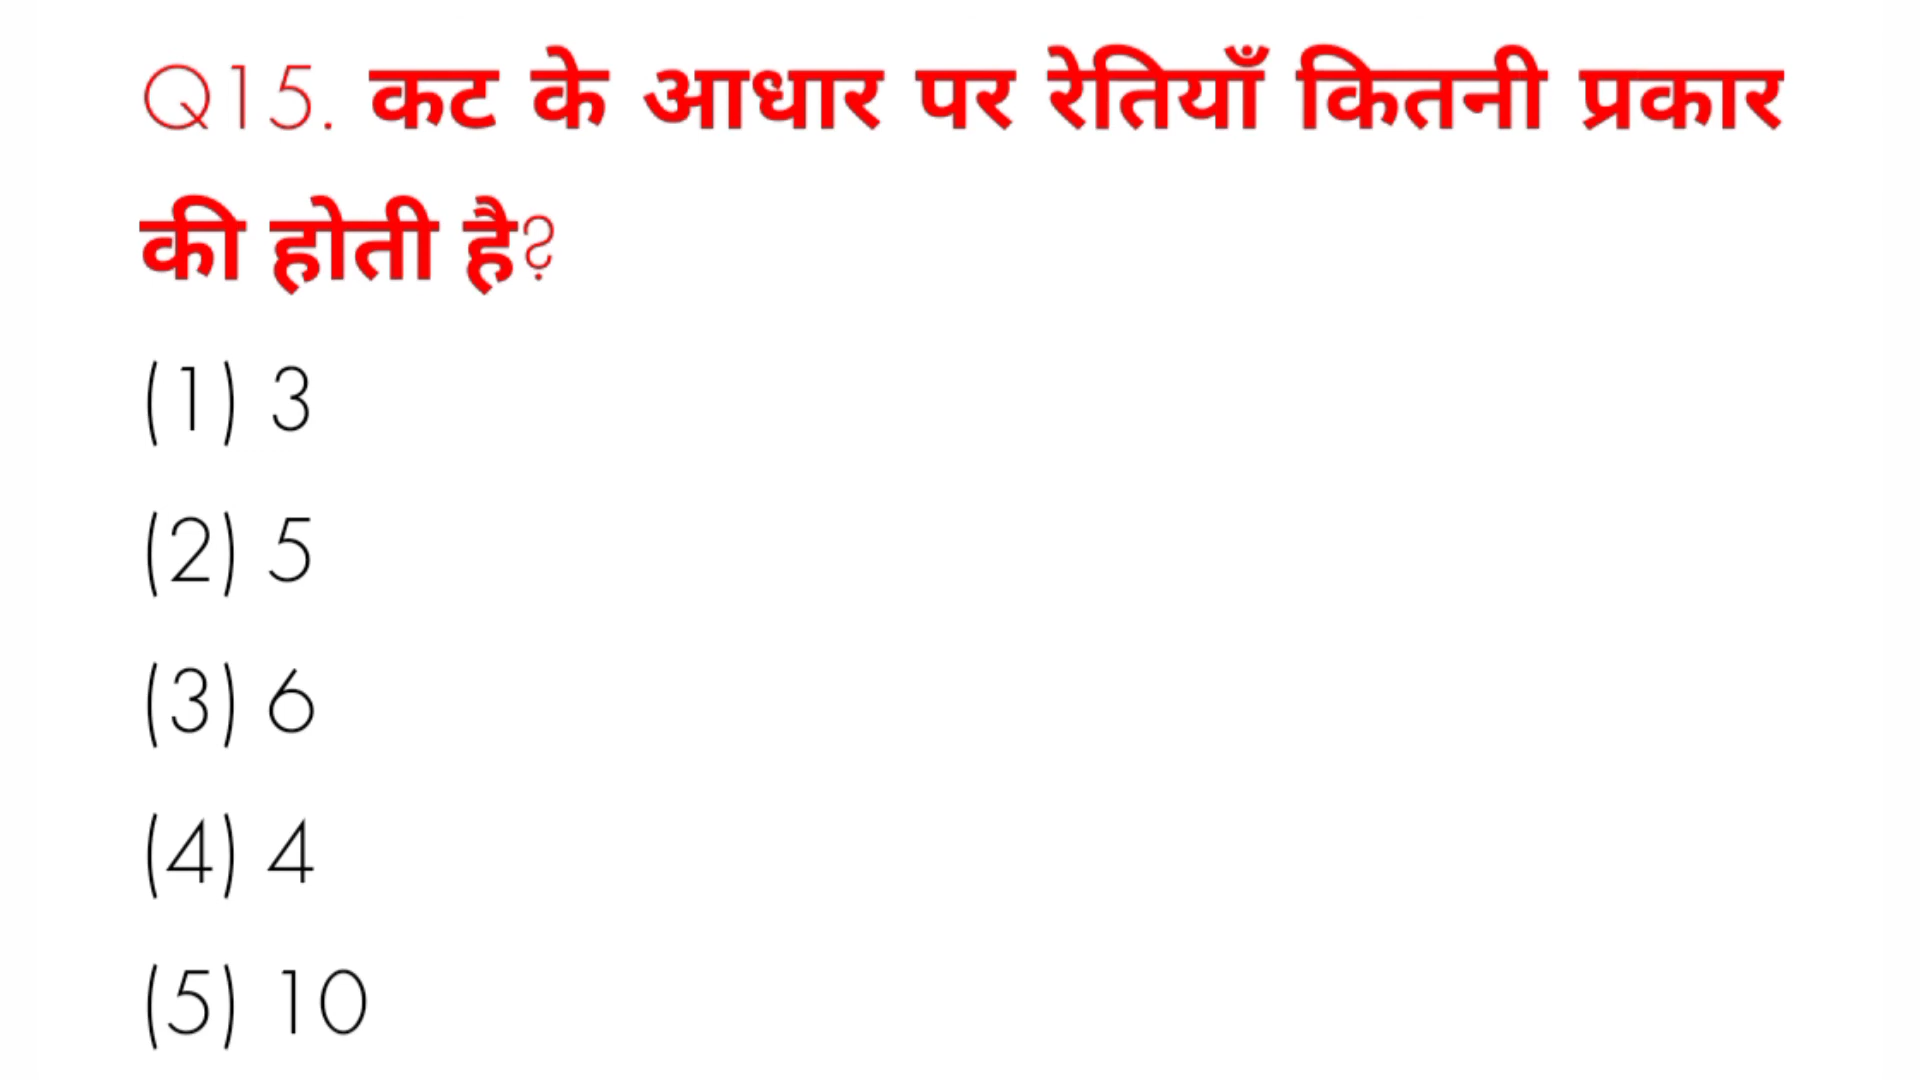 Q15. कट के आधार पर रेतियाँ कितनी प्रकार
की होती है?
(1) 3
(2) 5
(3) 6
(4) 4
(5) 10